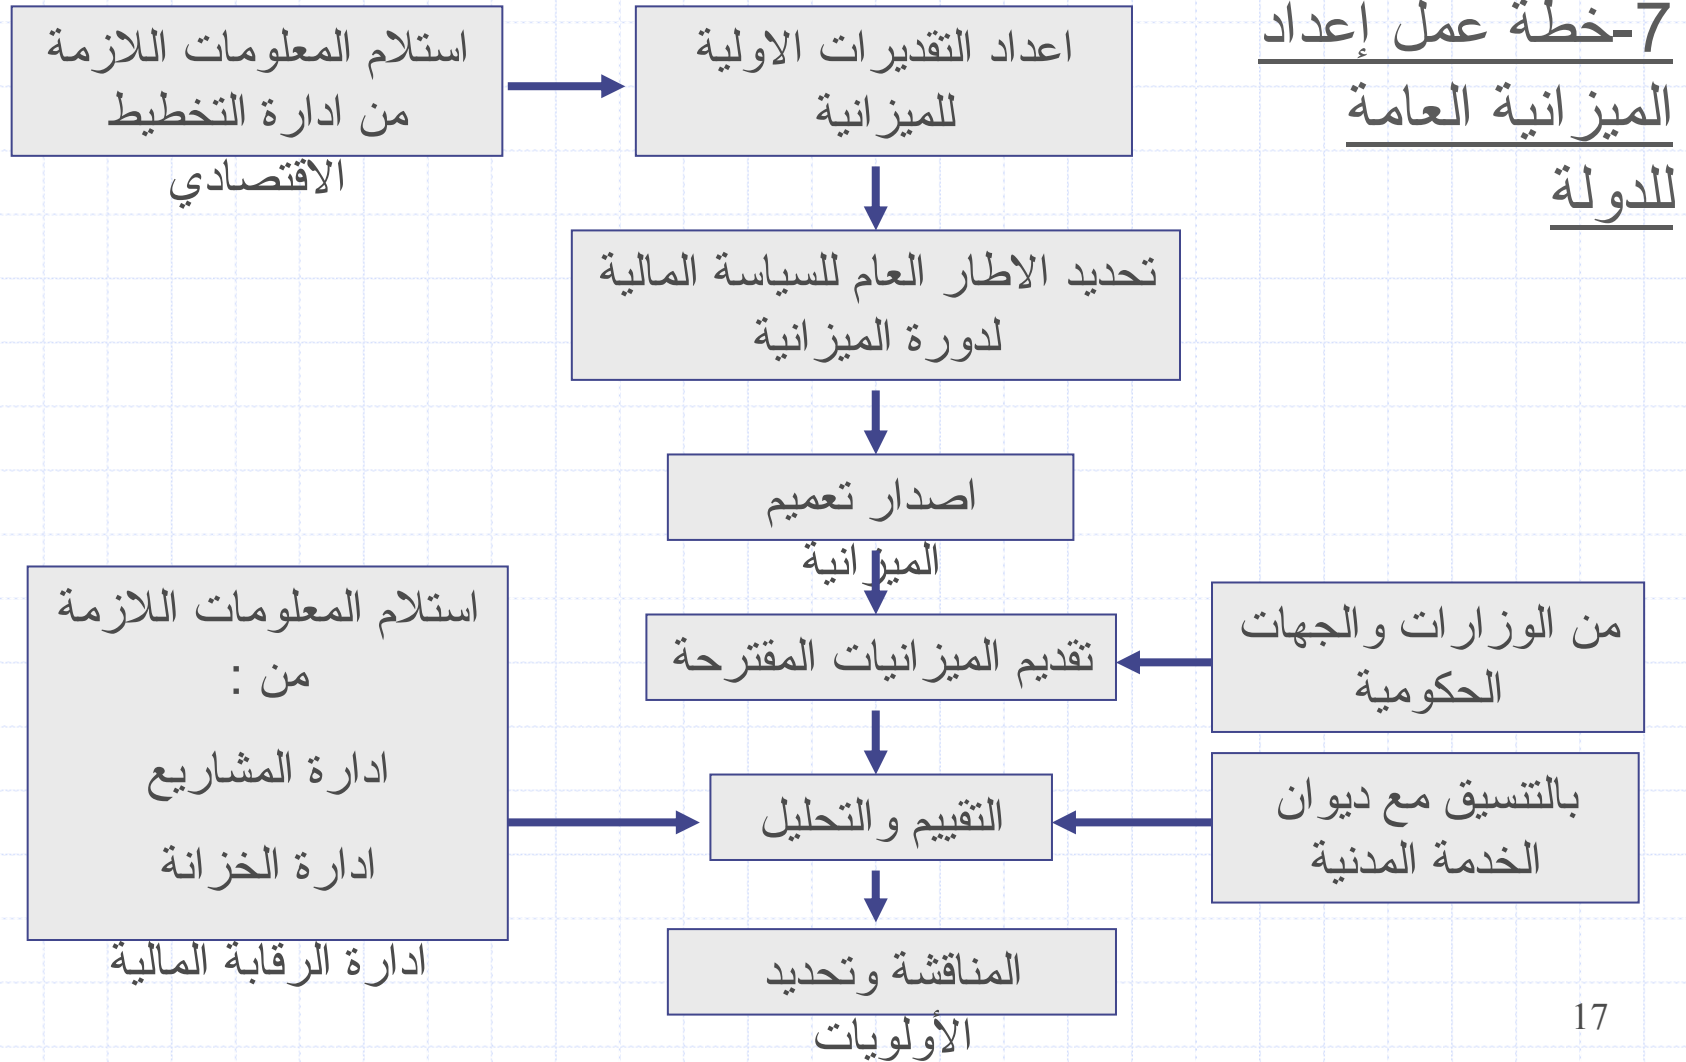 7-خطة عمل إعداد
الميزانية العامة
للدولة
اعداد التقديرات الاولية
للميزانية
استلام المعلومات اللازمة
من ادارة التخطيط
الاقتصادي
تحديد الاطار العام للسياسة المالية
لدورة الميزانية
اصدار تعميم
الميزانية
من الوزارات والجهات
الحكومية
تقديم الميزانيات المقترحة
استلام المعلومات اللازمة
من :
ادارة المشاريع
ادارة الخزانة
ادارة الرقابة المالية
بالتنسيق مع ديوان
الخدمة المدنية
التقييم والتحليل
المناقشة وتحديد
الأولويات
17